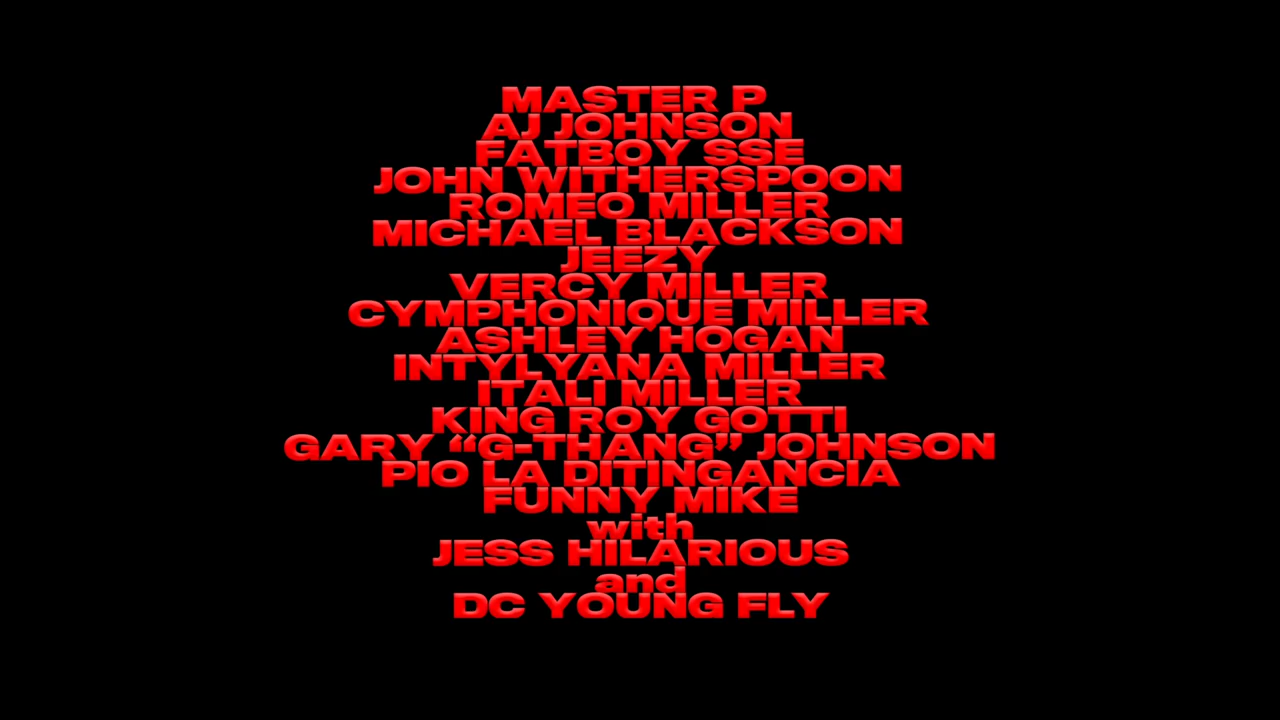 MASTER P
AJ JOHNSON
FATBOY SSE
JOHN WITHERSPOON
ROMEO MILLER
MICHAEL BLACKSON
JEEZY
VERCY MILLER
CYMPHONIQUE MILLER
ASHLEY HOGAN
INTYLYANA MILLER
ITALI MILLER
KING ROY GOTTI
GARY “G-THANG” JOHNSON
PIO LA DITINGANCIA
FUNNY MIKE
with
JESS HILARIOUS
and
DC YOUNG FLY